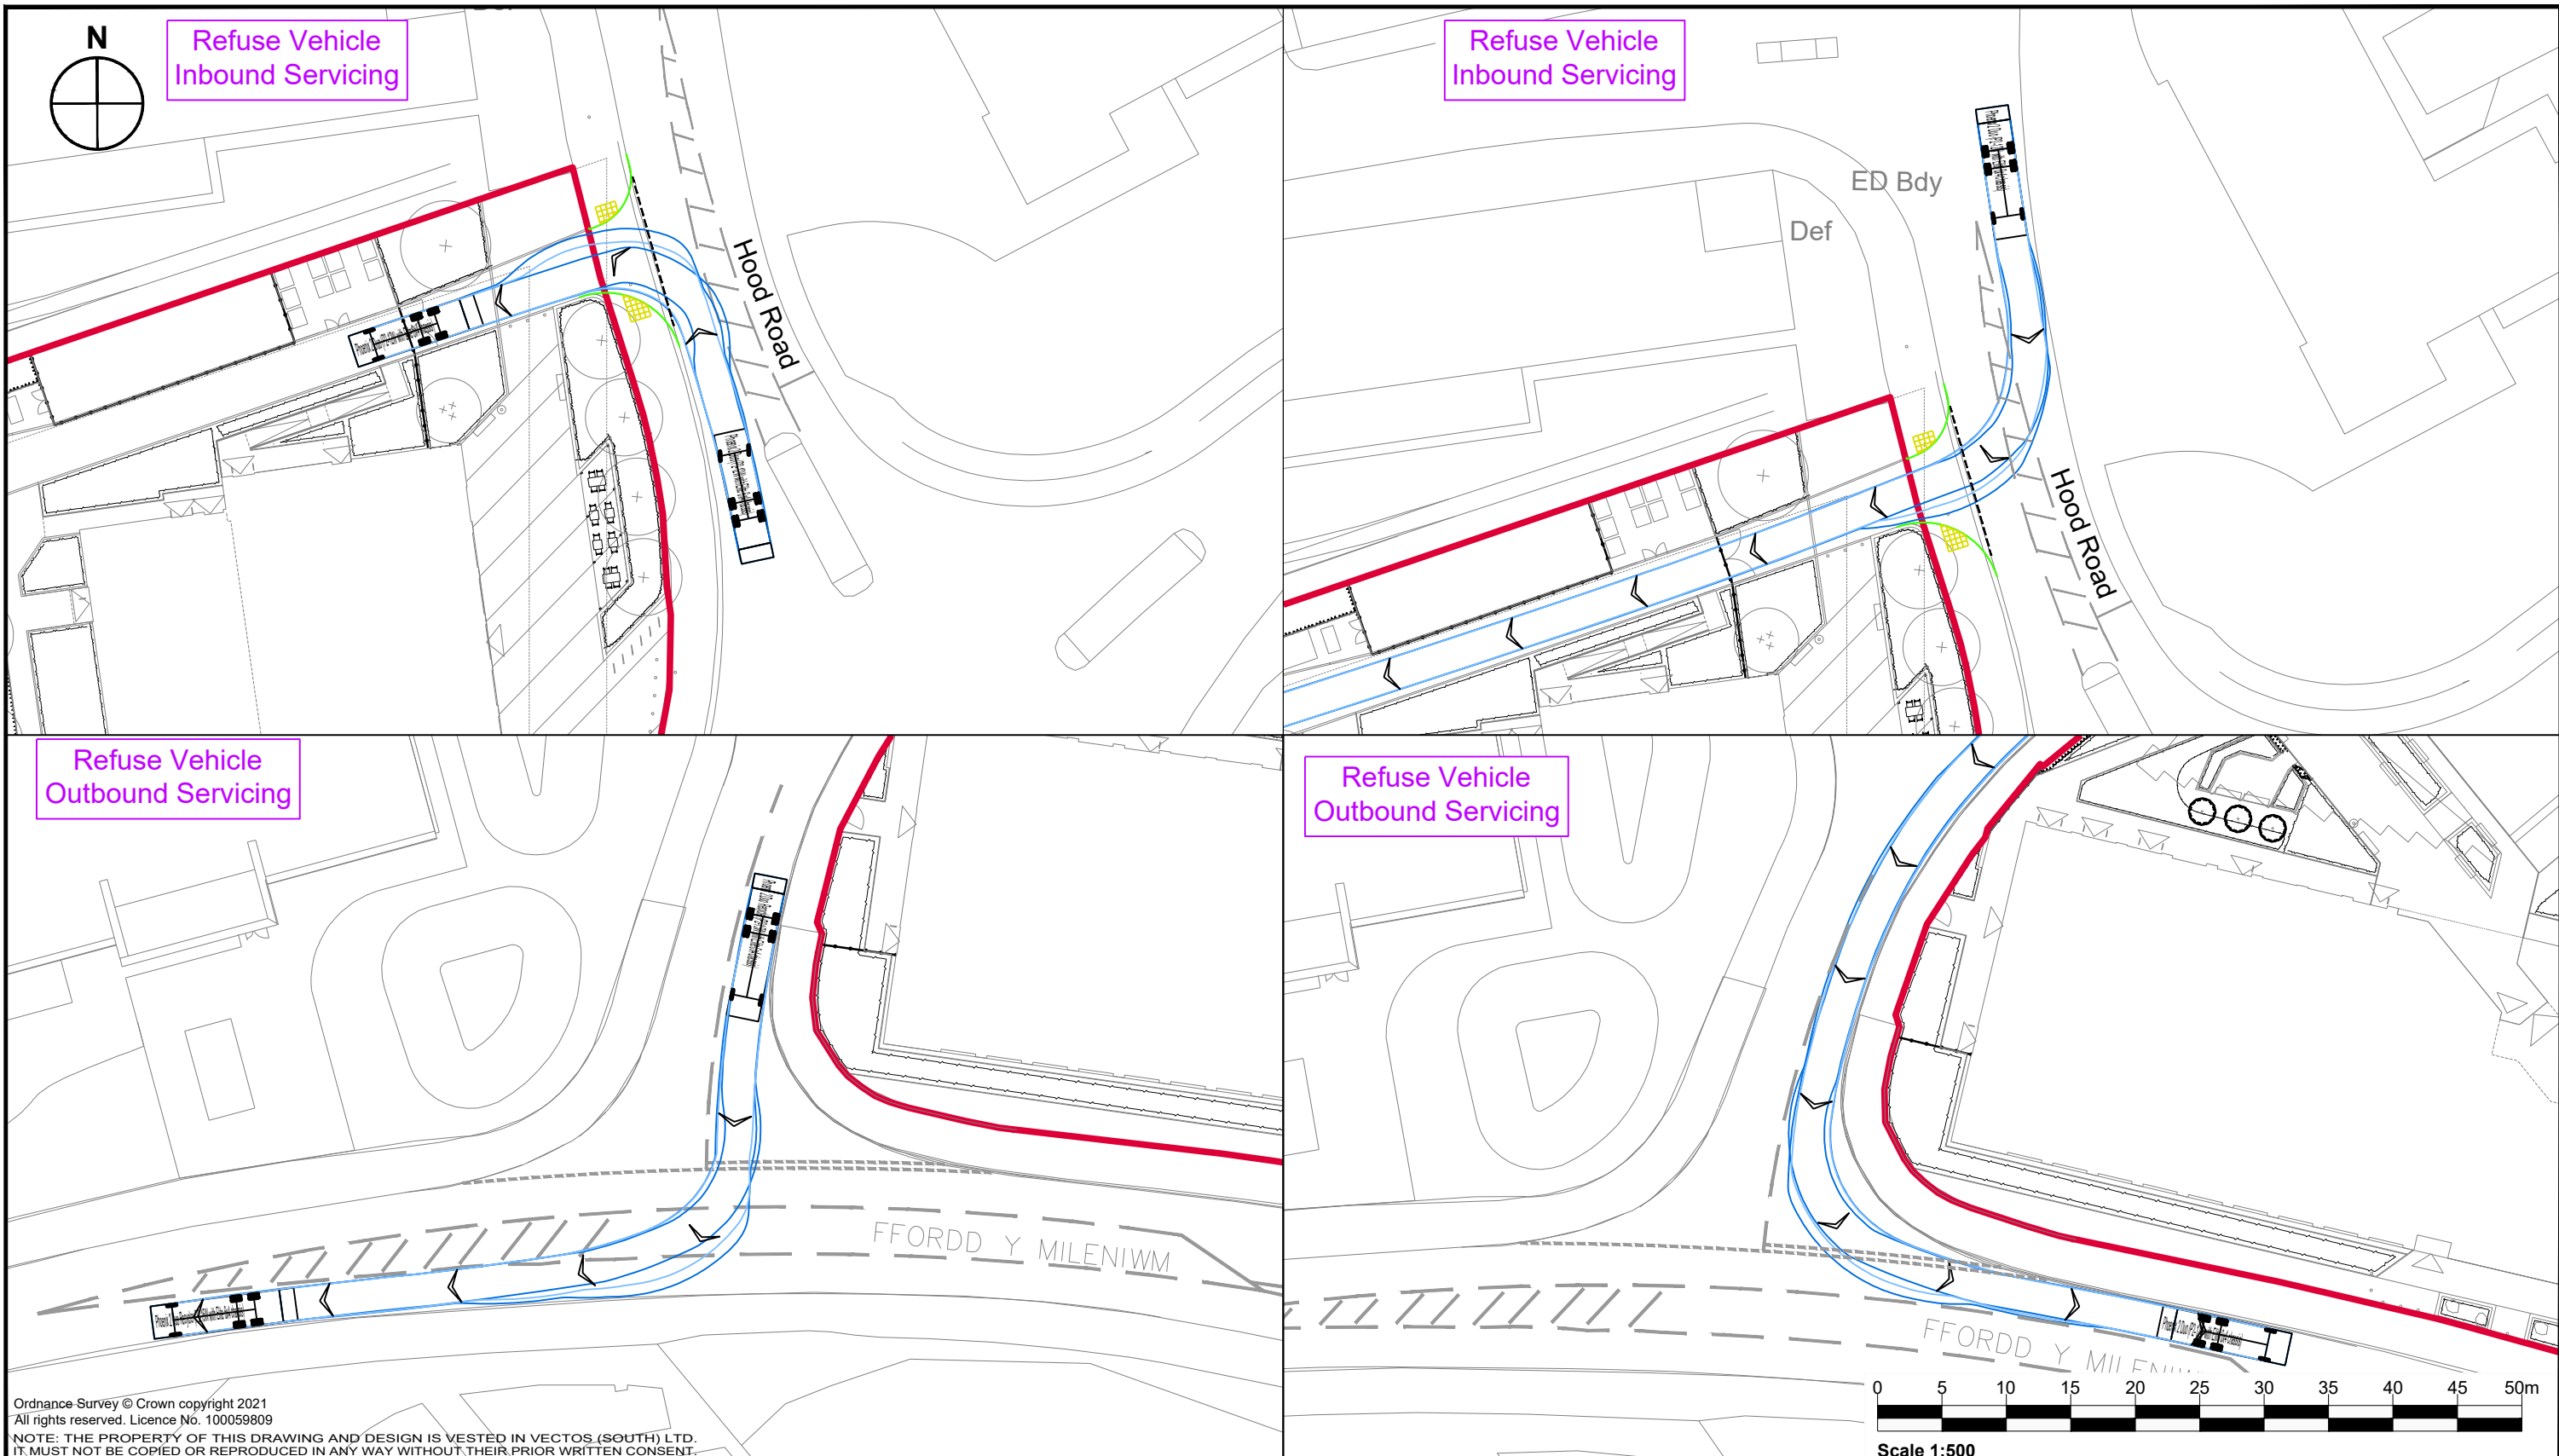 N
Refuse Vehicle
Inbound Servicing
Hood Road
Refuse Vehicle
Inbound Servicing
ED Bdy
Def
Hood Road
Refuse Vehicle
Outbound Servicing
FFORDD Y MILENIWM
Ordnance Survey © Crown copyright 2021
All rights reserved. Licence No. 100059809
NOTE: THE PROPERTY OF THIS DRAWING AND DESIGN IS VESTED IN VECTOS (SOUTH) LTD.
IT MUST NOT BE COPIED OR REPRODUCED IN ANY WAY WITHOUT THEIR PRIOR WRITTEN CONSENT.
Refuse Vehicle
Outbound Servicing
FFORDD Y
0 5 10 15 20 25 30 35 40 45 50m
Scale 1:500